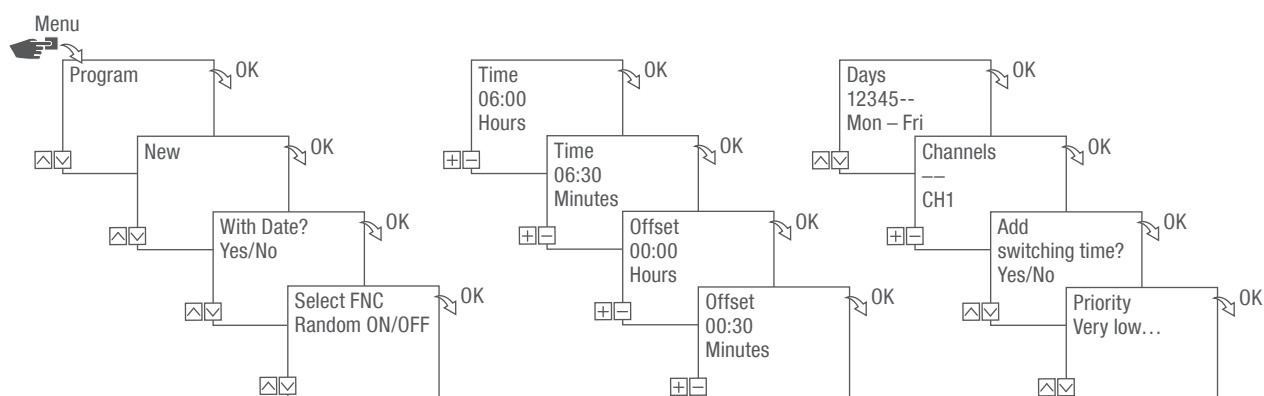 Menu
Program
OK
New
OK
With Date?
Yes/No
OK
Select FNC
Random ON/OFF
OK
Time
06:00
Hours
OK
Time
06:30
Minutes
OK
Offset
00:00
Hours
OK
Offset
00:30
Minutes
OK
Days
12345--
Mon – Fri
OK
Channels
––
CH1
OK
Add
switching time?
Yes/No
OK
Priority
Very low…
OK